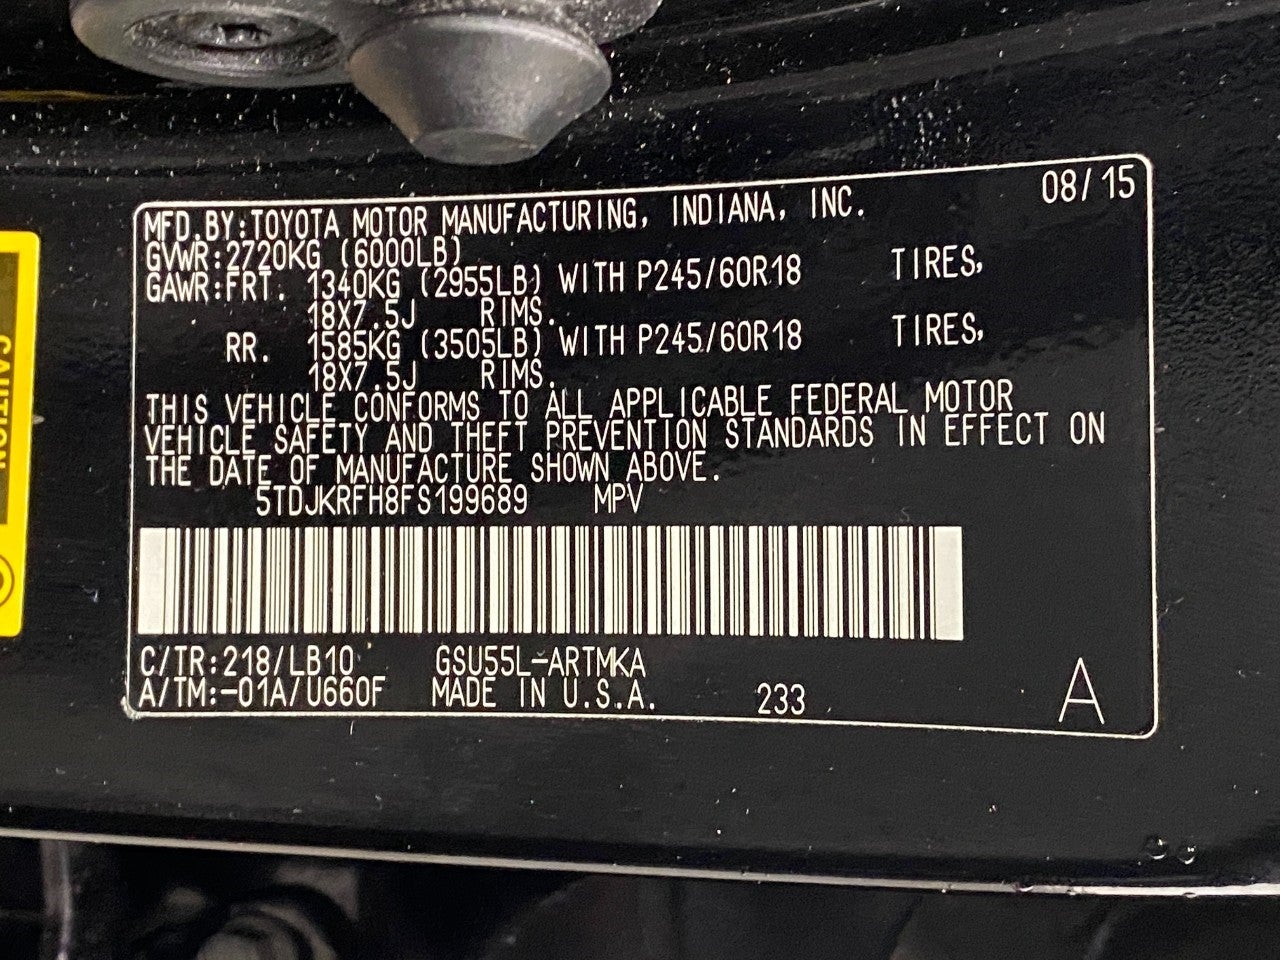 MFD.BY:TOYOTA MOTOR MANUFACTURING, INDIANA, INC. 08/15
GVWR:2720KG (6000LB)
GAWR:FRT. 1340KG (2955LB) WITH P245/60R18 TIRES,
18X7.5J RIMS.
RR. 1585KG (3505LB) WITH P245/60R18 TIRES,
18X7.5J RIMS.
THIS VEHICLE CONFORMS TO ALL APPLICABLE FEDERAL MOTOR
VEHICLE SAFETY AND THEFT PREVENTION STANDARDS IN EFFECT ON
THE DATE OF MANUFACTURE SHOWN ABOVE.
5TDJKRFH8FS199689 MPV
C/TR:218/LB10 GSU55L-ARTMKA
A/TM:-01A/U660F MADE IN U.S.A. 233 A
CAUTION